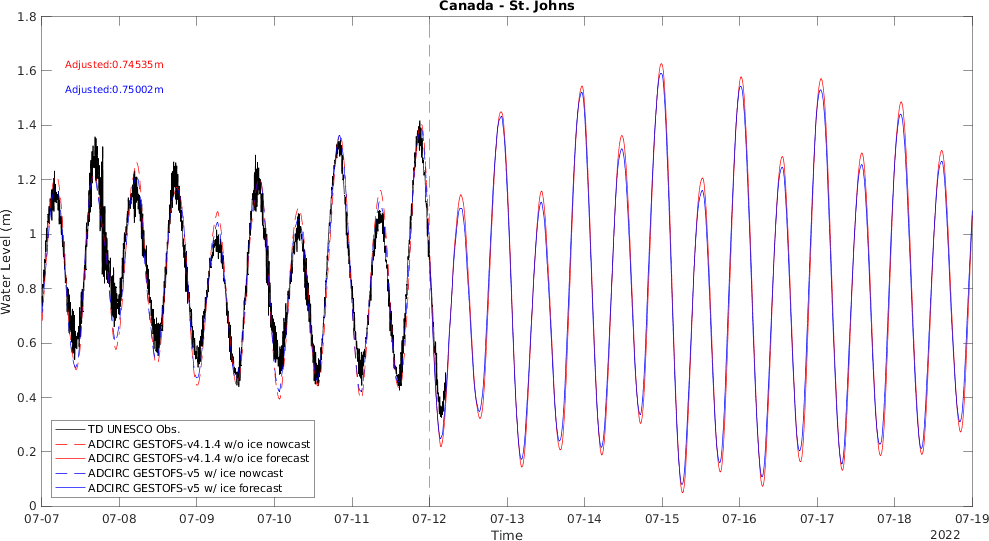 Canada - St. Johns
1.8
1.6
1.4
1.2
1
0.8
0.6
0.4
0.2
0
Water Level (m)
Adjusted:0.74535m
Adjusted:0.75002m
TD UNESCO Obs.
ADCIRC GESTOFS-v4.1.4 w/o ice nowcast
ADCIRC GESTOFS-v4.1.4 w/o ice forecast
ADCIRC GESTOFS-v5 w/ ice nowcast
ADCIRC GESTOFS-v5 w/ ice forecast
07-07 07-08 07-09 07-10 07-11 07-12 07-13 07-14 07-15 07-16 07-17 07-18 07-19
Time
2022